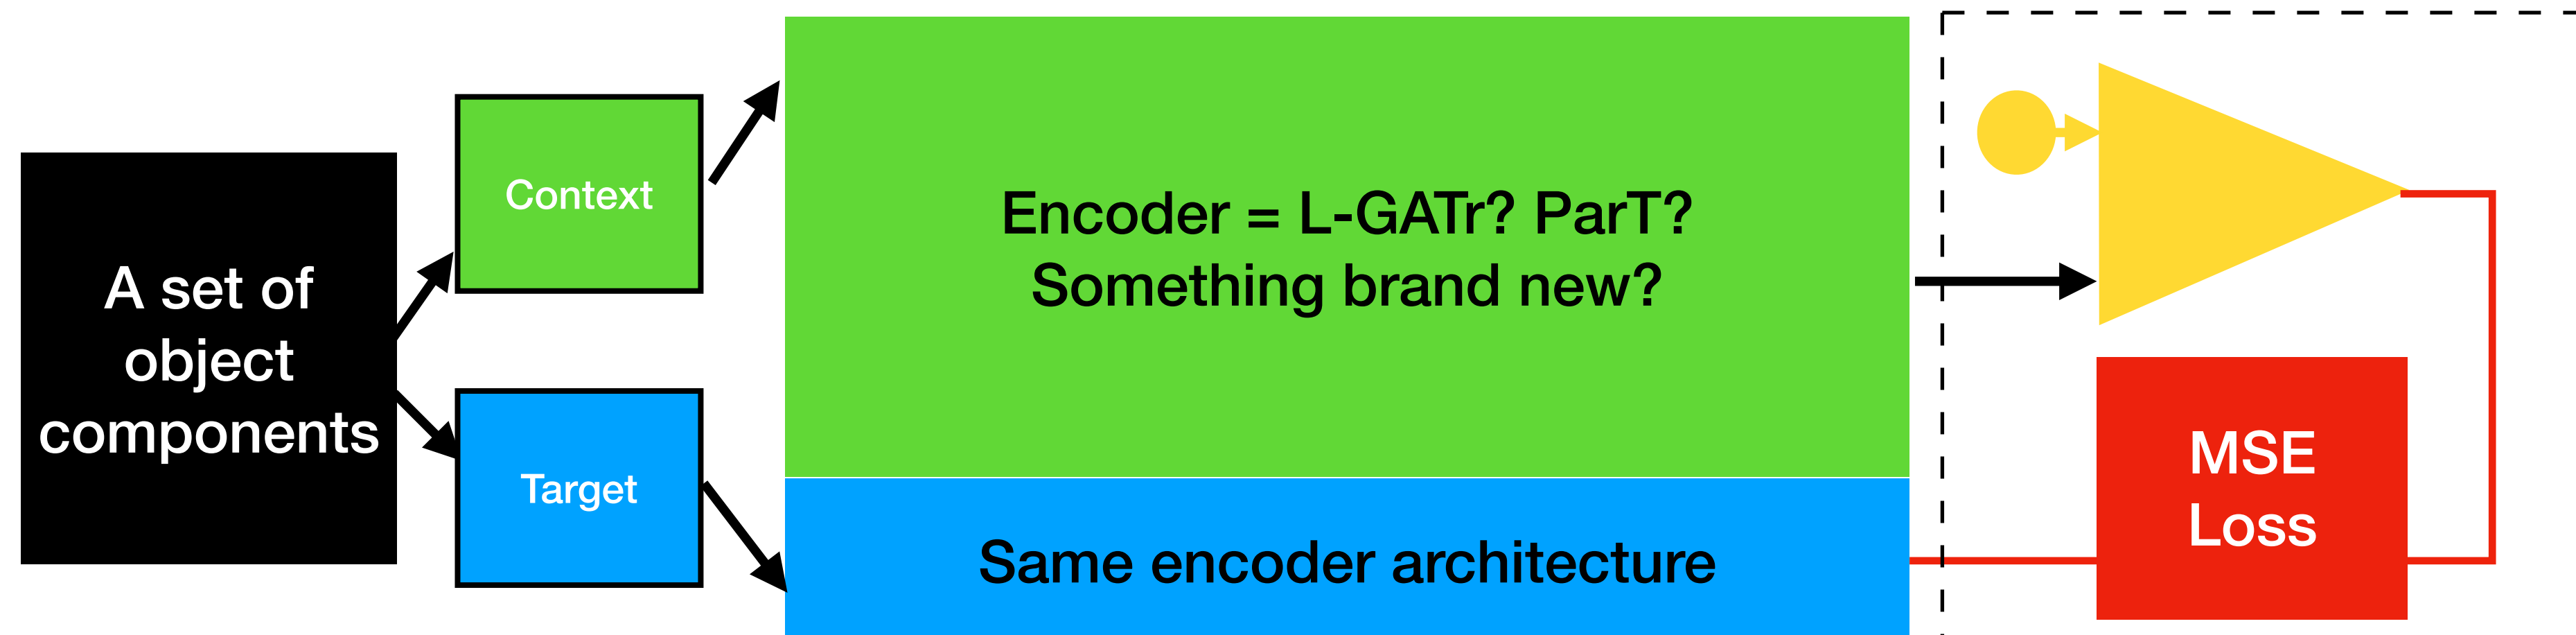 A set of
object
components
Context
Target
Encoder = L-GATr? ParT?
Something brand new?
Same encoder architecture
MSE
Loss